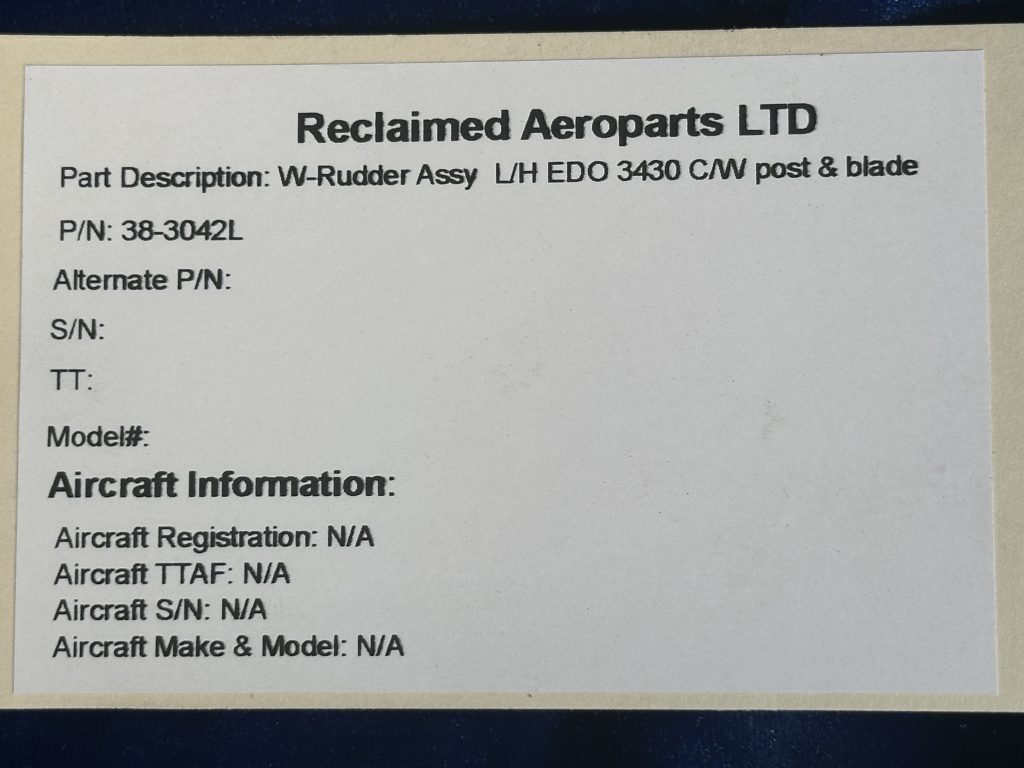 Reclaimed Aeroparts LTD
Part Description: W-Rudder Assy L/H EDO 3430 C/W post & blade
P/N: 38-3042L
Alternate P/N:
S/N:
TT:
Model#:
Aircraft Information:
Aircraft Registration: N/A
Aircraft TTAF: N/A
Aircraft S/N: N/A
Aircraft Make & Model: N/A